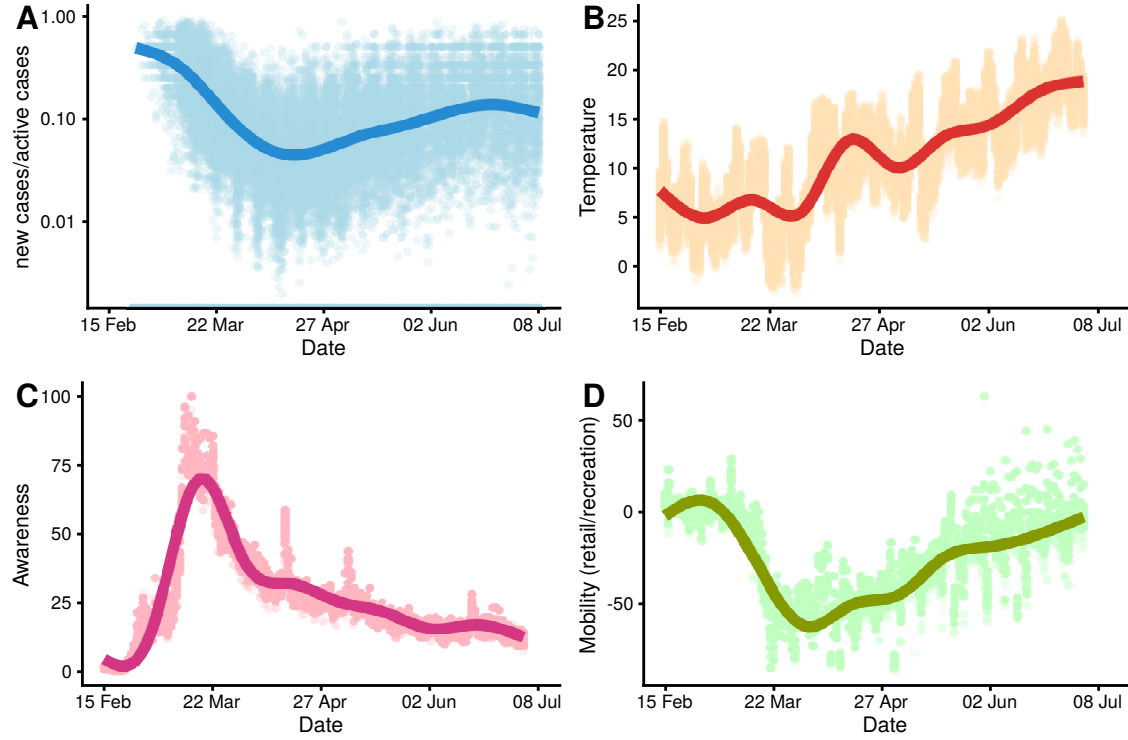 A
new cases/active cases
1.00
0.10
0.01
15 Feb 22 Mar 27 Apr 02 Jun 08 Jul
Date
B
Temperature
25
20
15
10
5
0
15 Feb 22 Mar 27 Apr 02 Jun 08 Jul
Date
C
Awareness
100
75
50
25
0
15 Feb 22 Mar 27 Apr 02 Jun 08 Jul
Date
D
Mobility (retail/recreation)
50
0
-50
15 Feb 22 Mar 27 Apr 02 Jun 08 Jul
Date